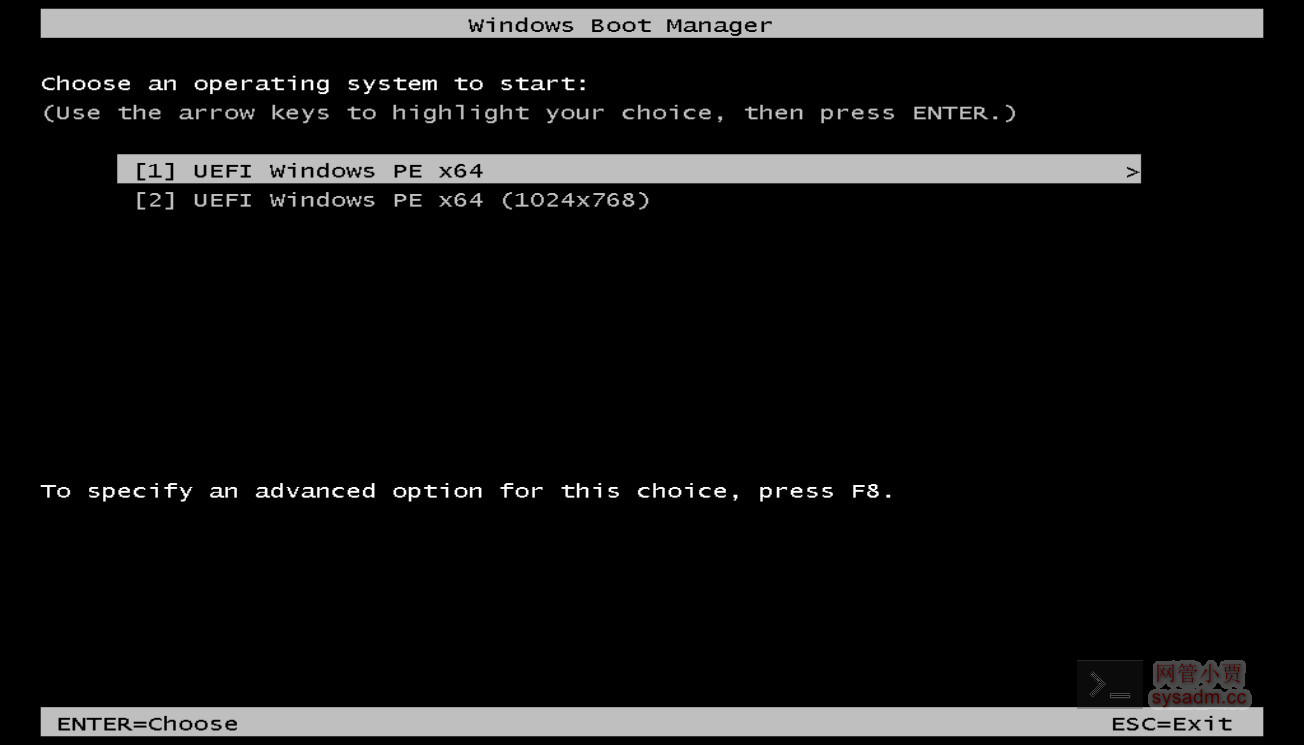 Windows Boot Manager
Choose an operating system to start:
(Use the arrow keys to highlight your choice, then press ENTER.)
[1] UEFI Windows PE x64 >
[2] UEFI Windows PE x64 (1024x768)
To specify an advanced option for this choice, press F8.
>_ 网管小贾
sysadm.cc
ENTER=Choose ESC=Exit